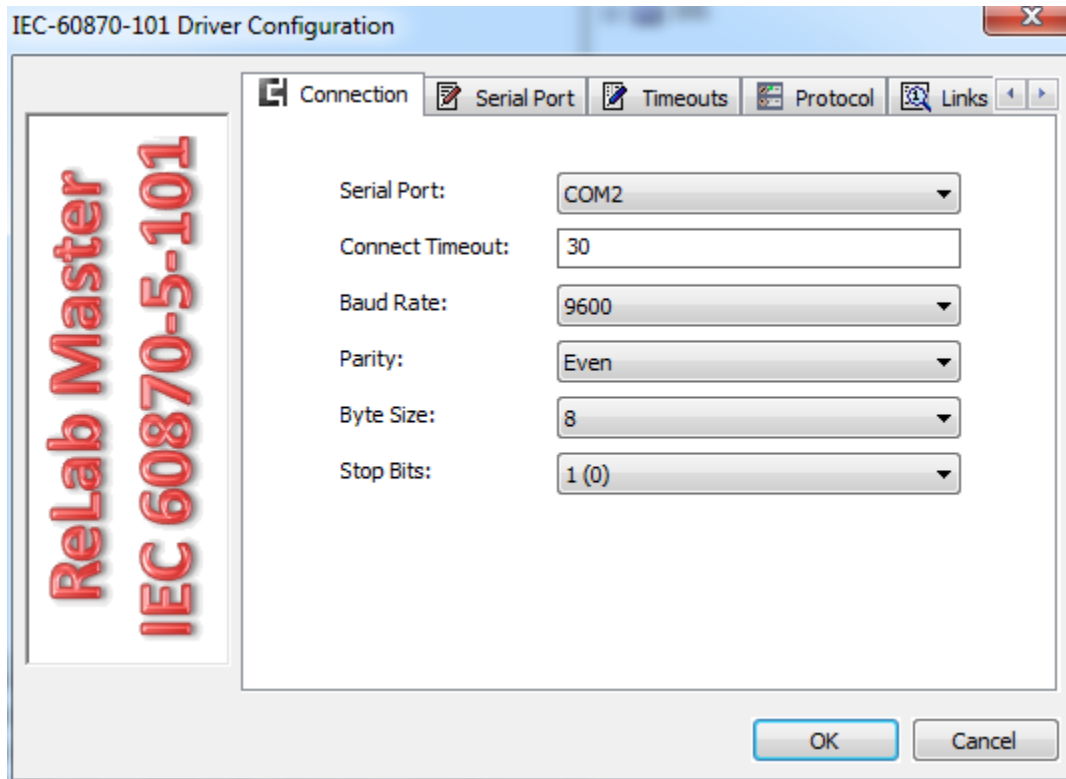 IEC-60870-101 Driver Configuration
ReLab Master
IEC 60870-5-101
Connection Serial Port Timeouts Protocol Links
Serial Port: COM2
Connect Timeout: 30
Baud Rate: 9600
Parity: Even
Byte Size: 8
Stop Bits: 1 (0)
OK Cancel